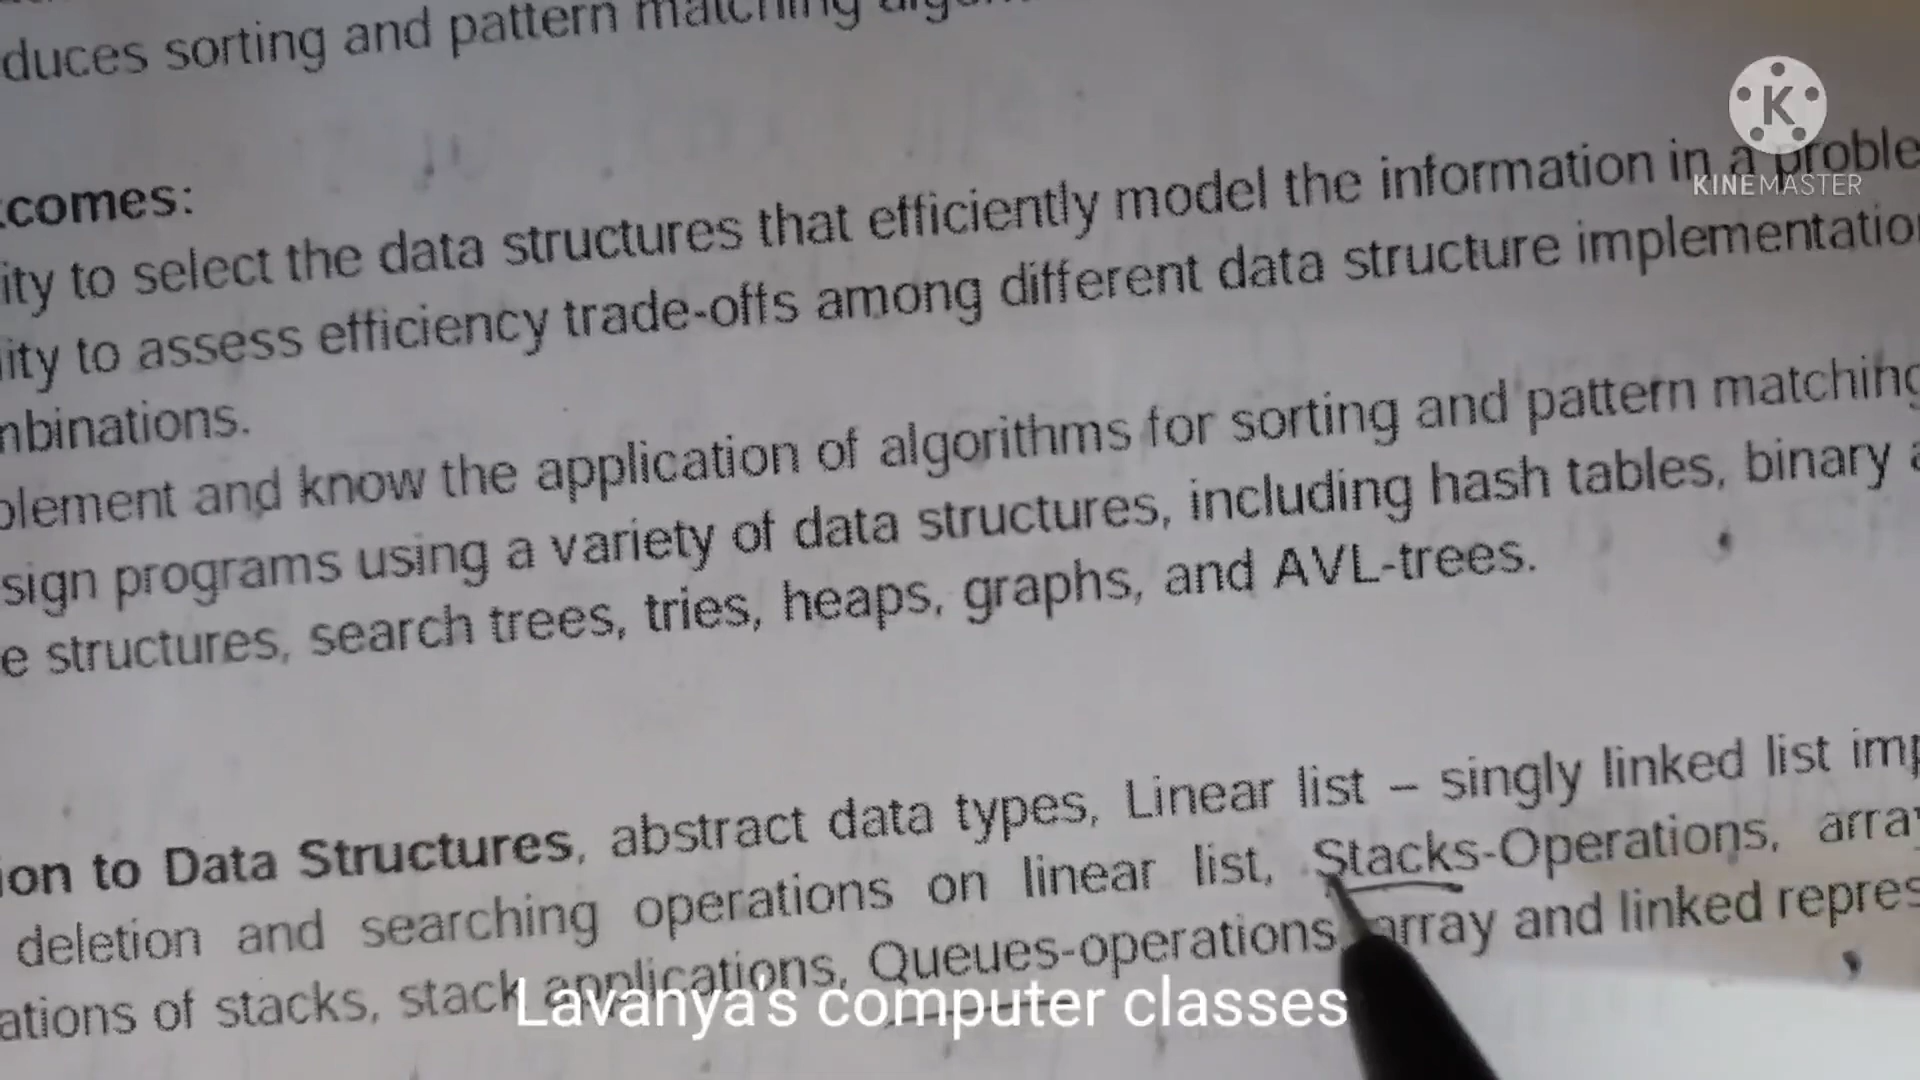 duces sorting and pattern matching
K
KINEMASTER
comes:
ity to select the data structures that efficiently model the information in a proble
ity to assess efficiency trade-offs among different data structure implementatio
nbinations.
plement and know the application of algorithms for sorting and pattern matching
sign programs using a variety of data structures, including hash tables, binary a
e structures, search trees, tries, heaps, graphs, and AVL-trees.
ion to Data Structures, abstract data types, Linear list – singly linked list imp
deletion and searching operations on linear list, Stacks-Operations, array
ations of stacks, stack applications, Queues-operations, array and linked repres
Lavanya's computer classes